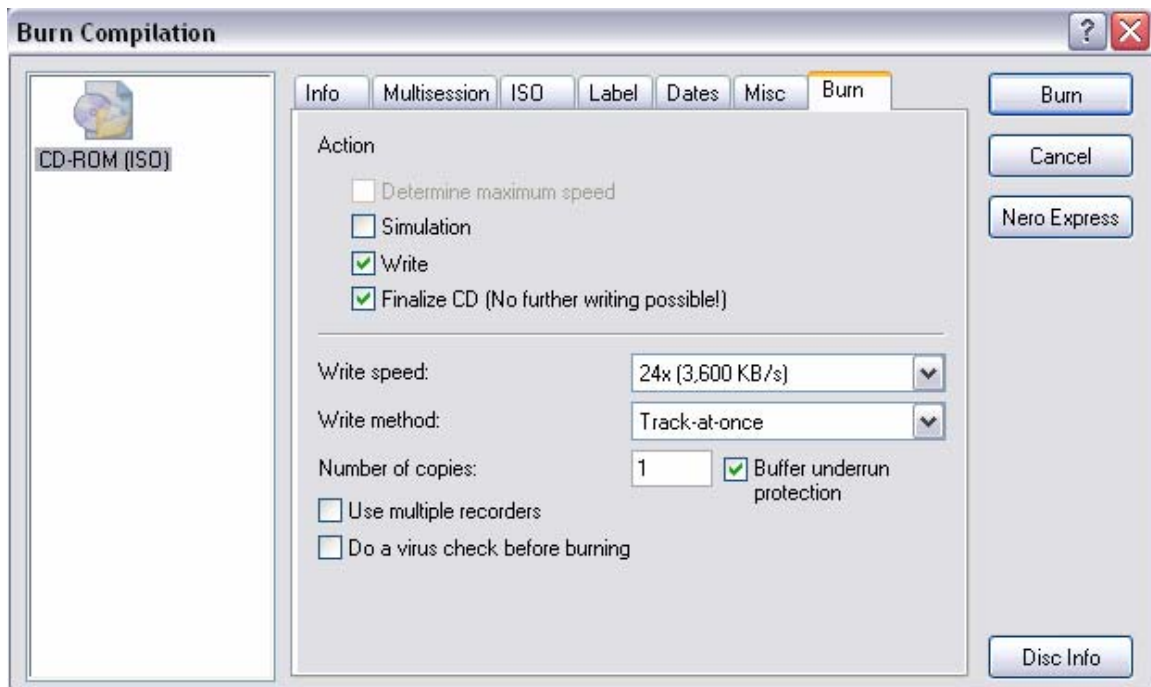 Burn Compilation
CD-ROM (ISO)
Info Multisession ISO Label Dates Misc Burn
Action
Determine maximum speed
Simulation
Write
Finalize CD (No further writing possible!)
Write speed: 24x (3,600 KB/s)
Write method: Track-at-once
Number of copies: 1 Buffer underrun
protection
Use multiple recorders
Do a virus check before burning
Burn
Cancel
Nero Express
Disc Info